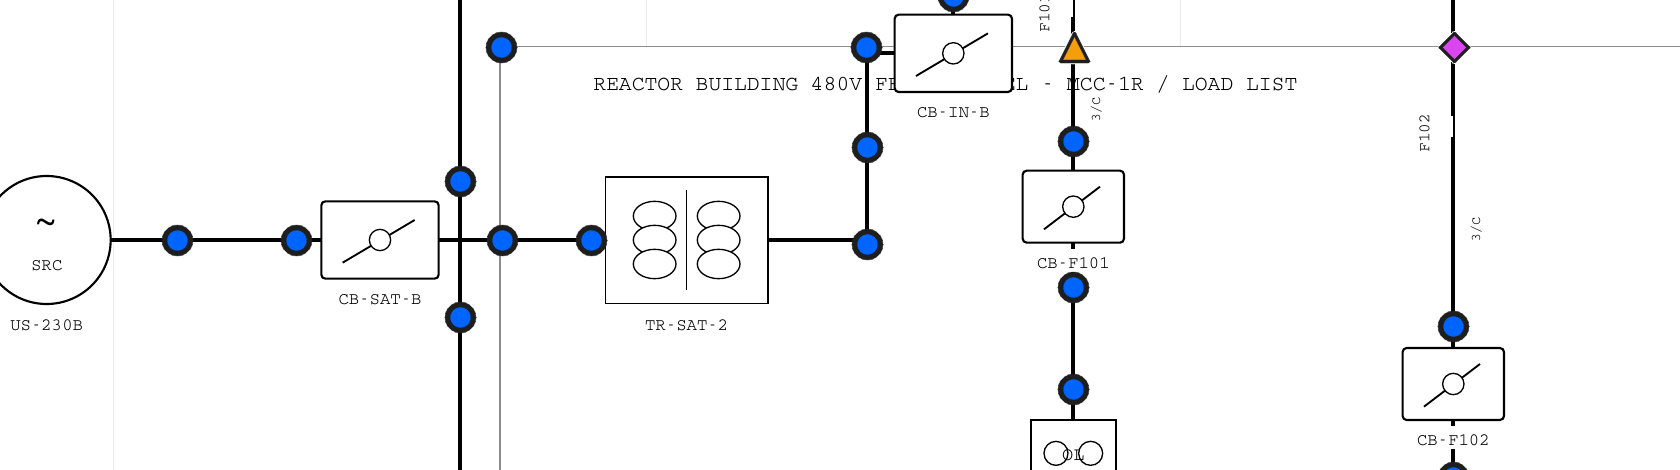 REACTOR BUILDING 480V - MCC-1R / LOAD LIST
CB-IN-B
3/C
F102
3/C
~
SRC
US-230B
CB-SAT-B
TR-SAT-2
CB-F101
OL
CB-F102